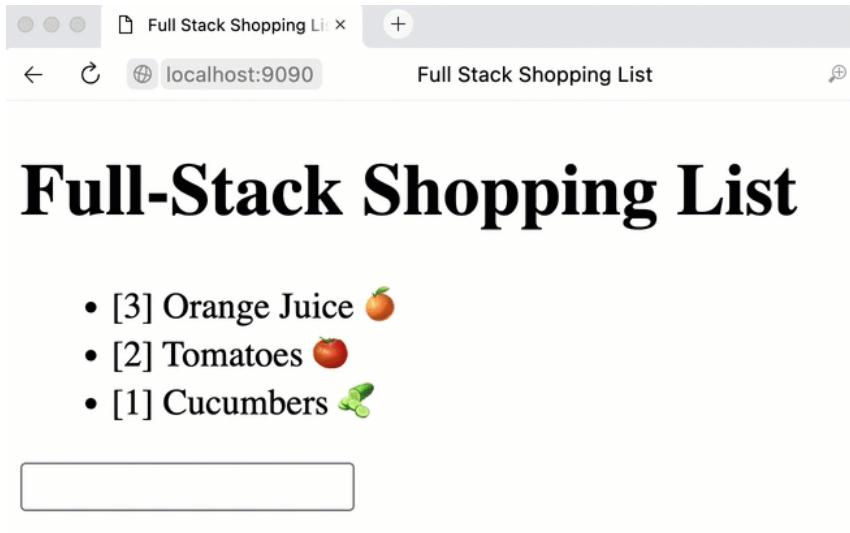 Full Stack Shopping Li
localhost:9090 Full Stack Shopping List
Full-Stack Shopping List
• [3] Orange Juice 🍊
• [2] Tomatoes 🍅
• [1] Cucumbers 🥒